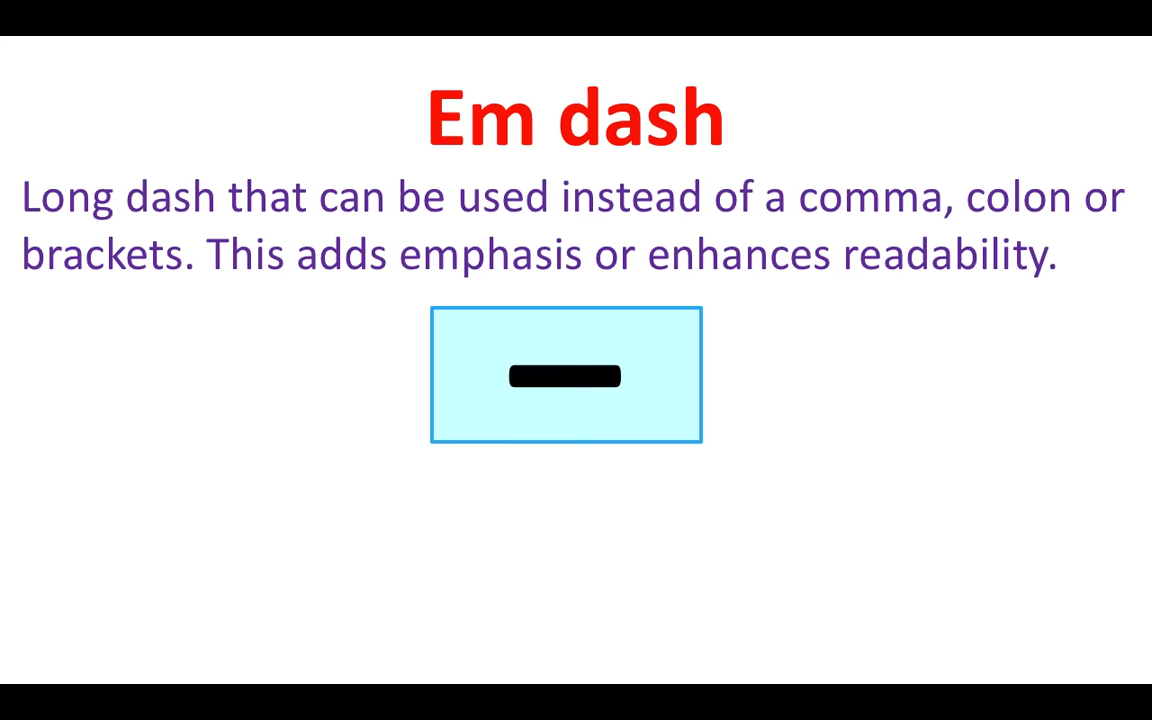 Em dash
Long dash that can be used instead of a comma, colon or
brackets. This adds emphasis or enhances readability.
—